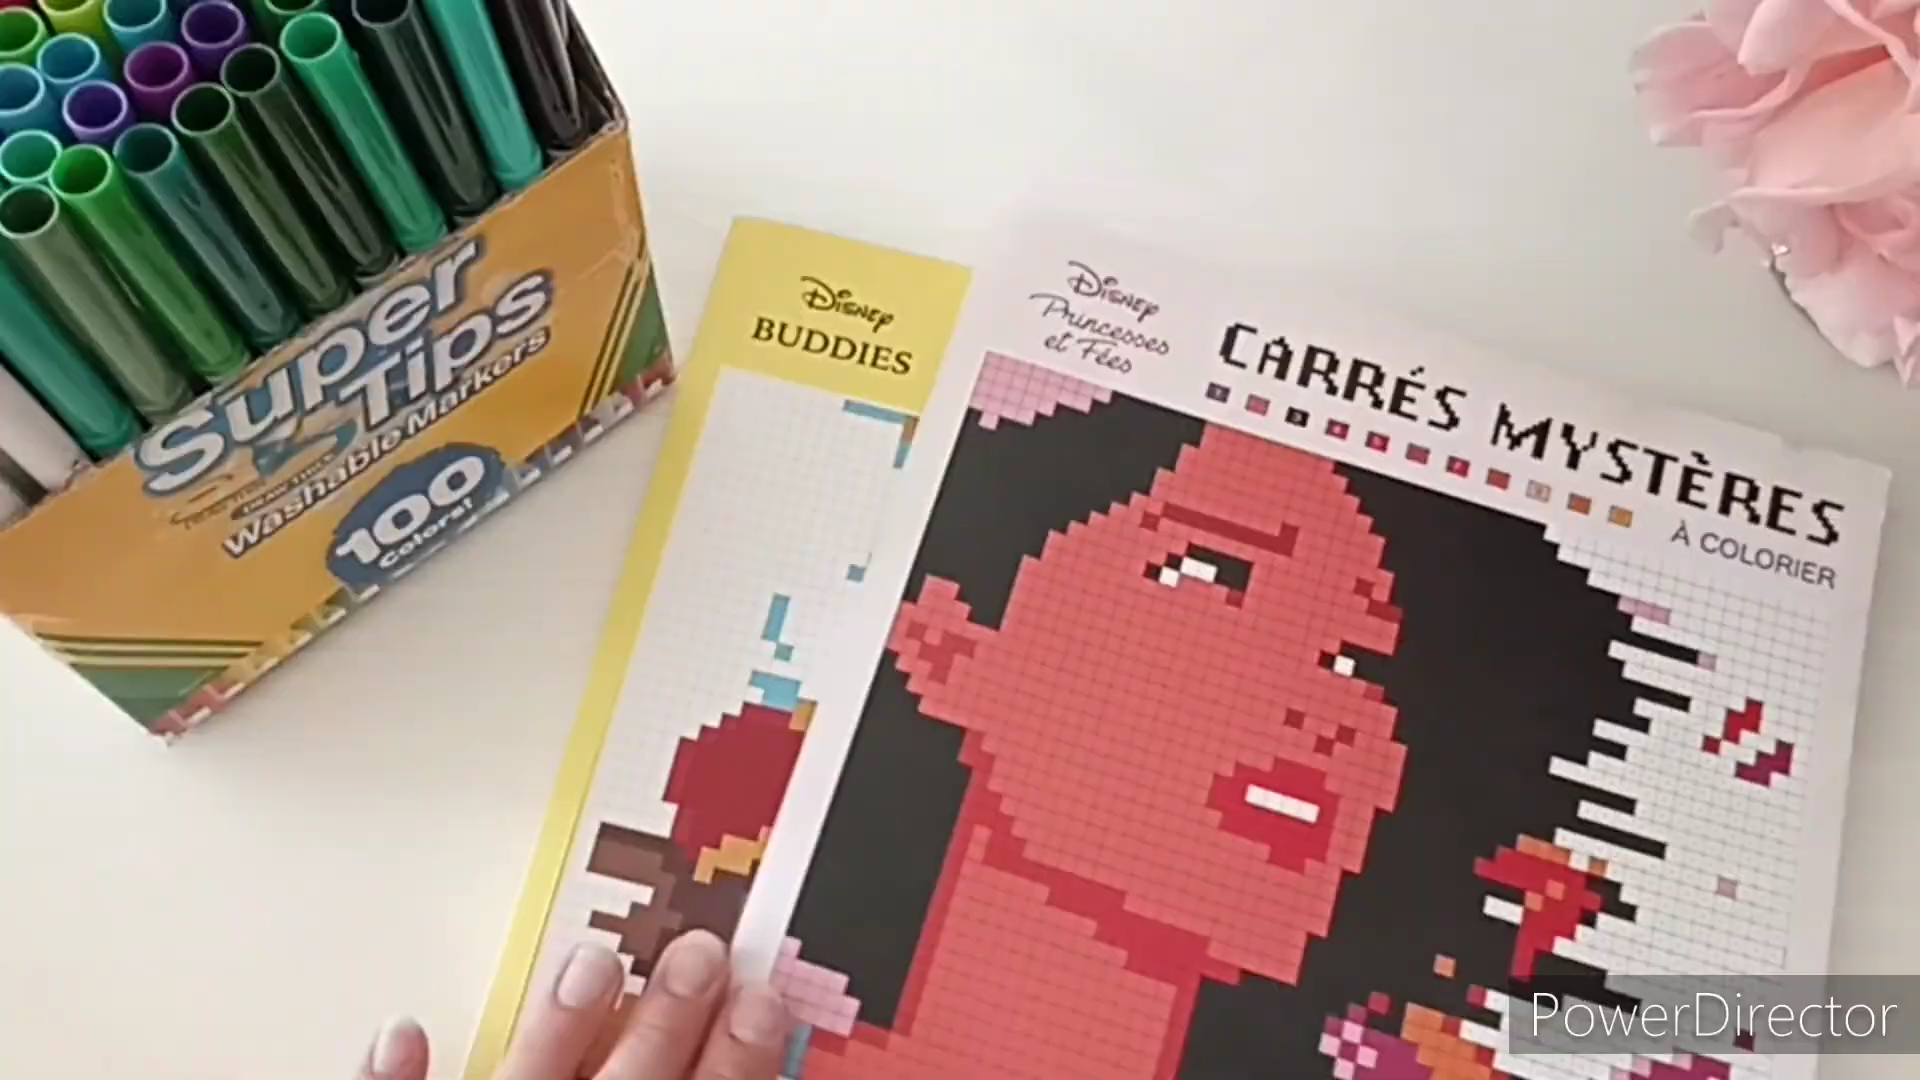 Super
Tips
Washable Markers
100
Colors!
Disney
BUDDIES
Disney
Princesses
et Fées
CARRÉS MYSTÈRES
À COLORIER
PowerDirector